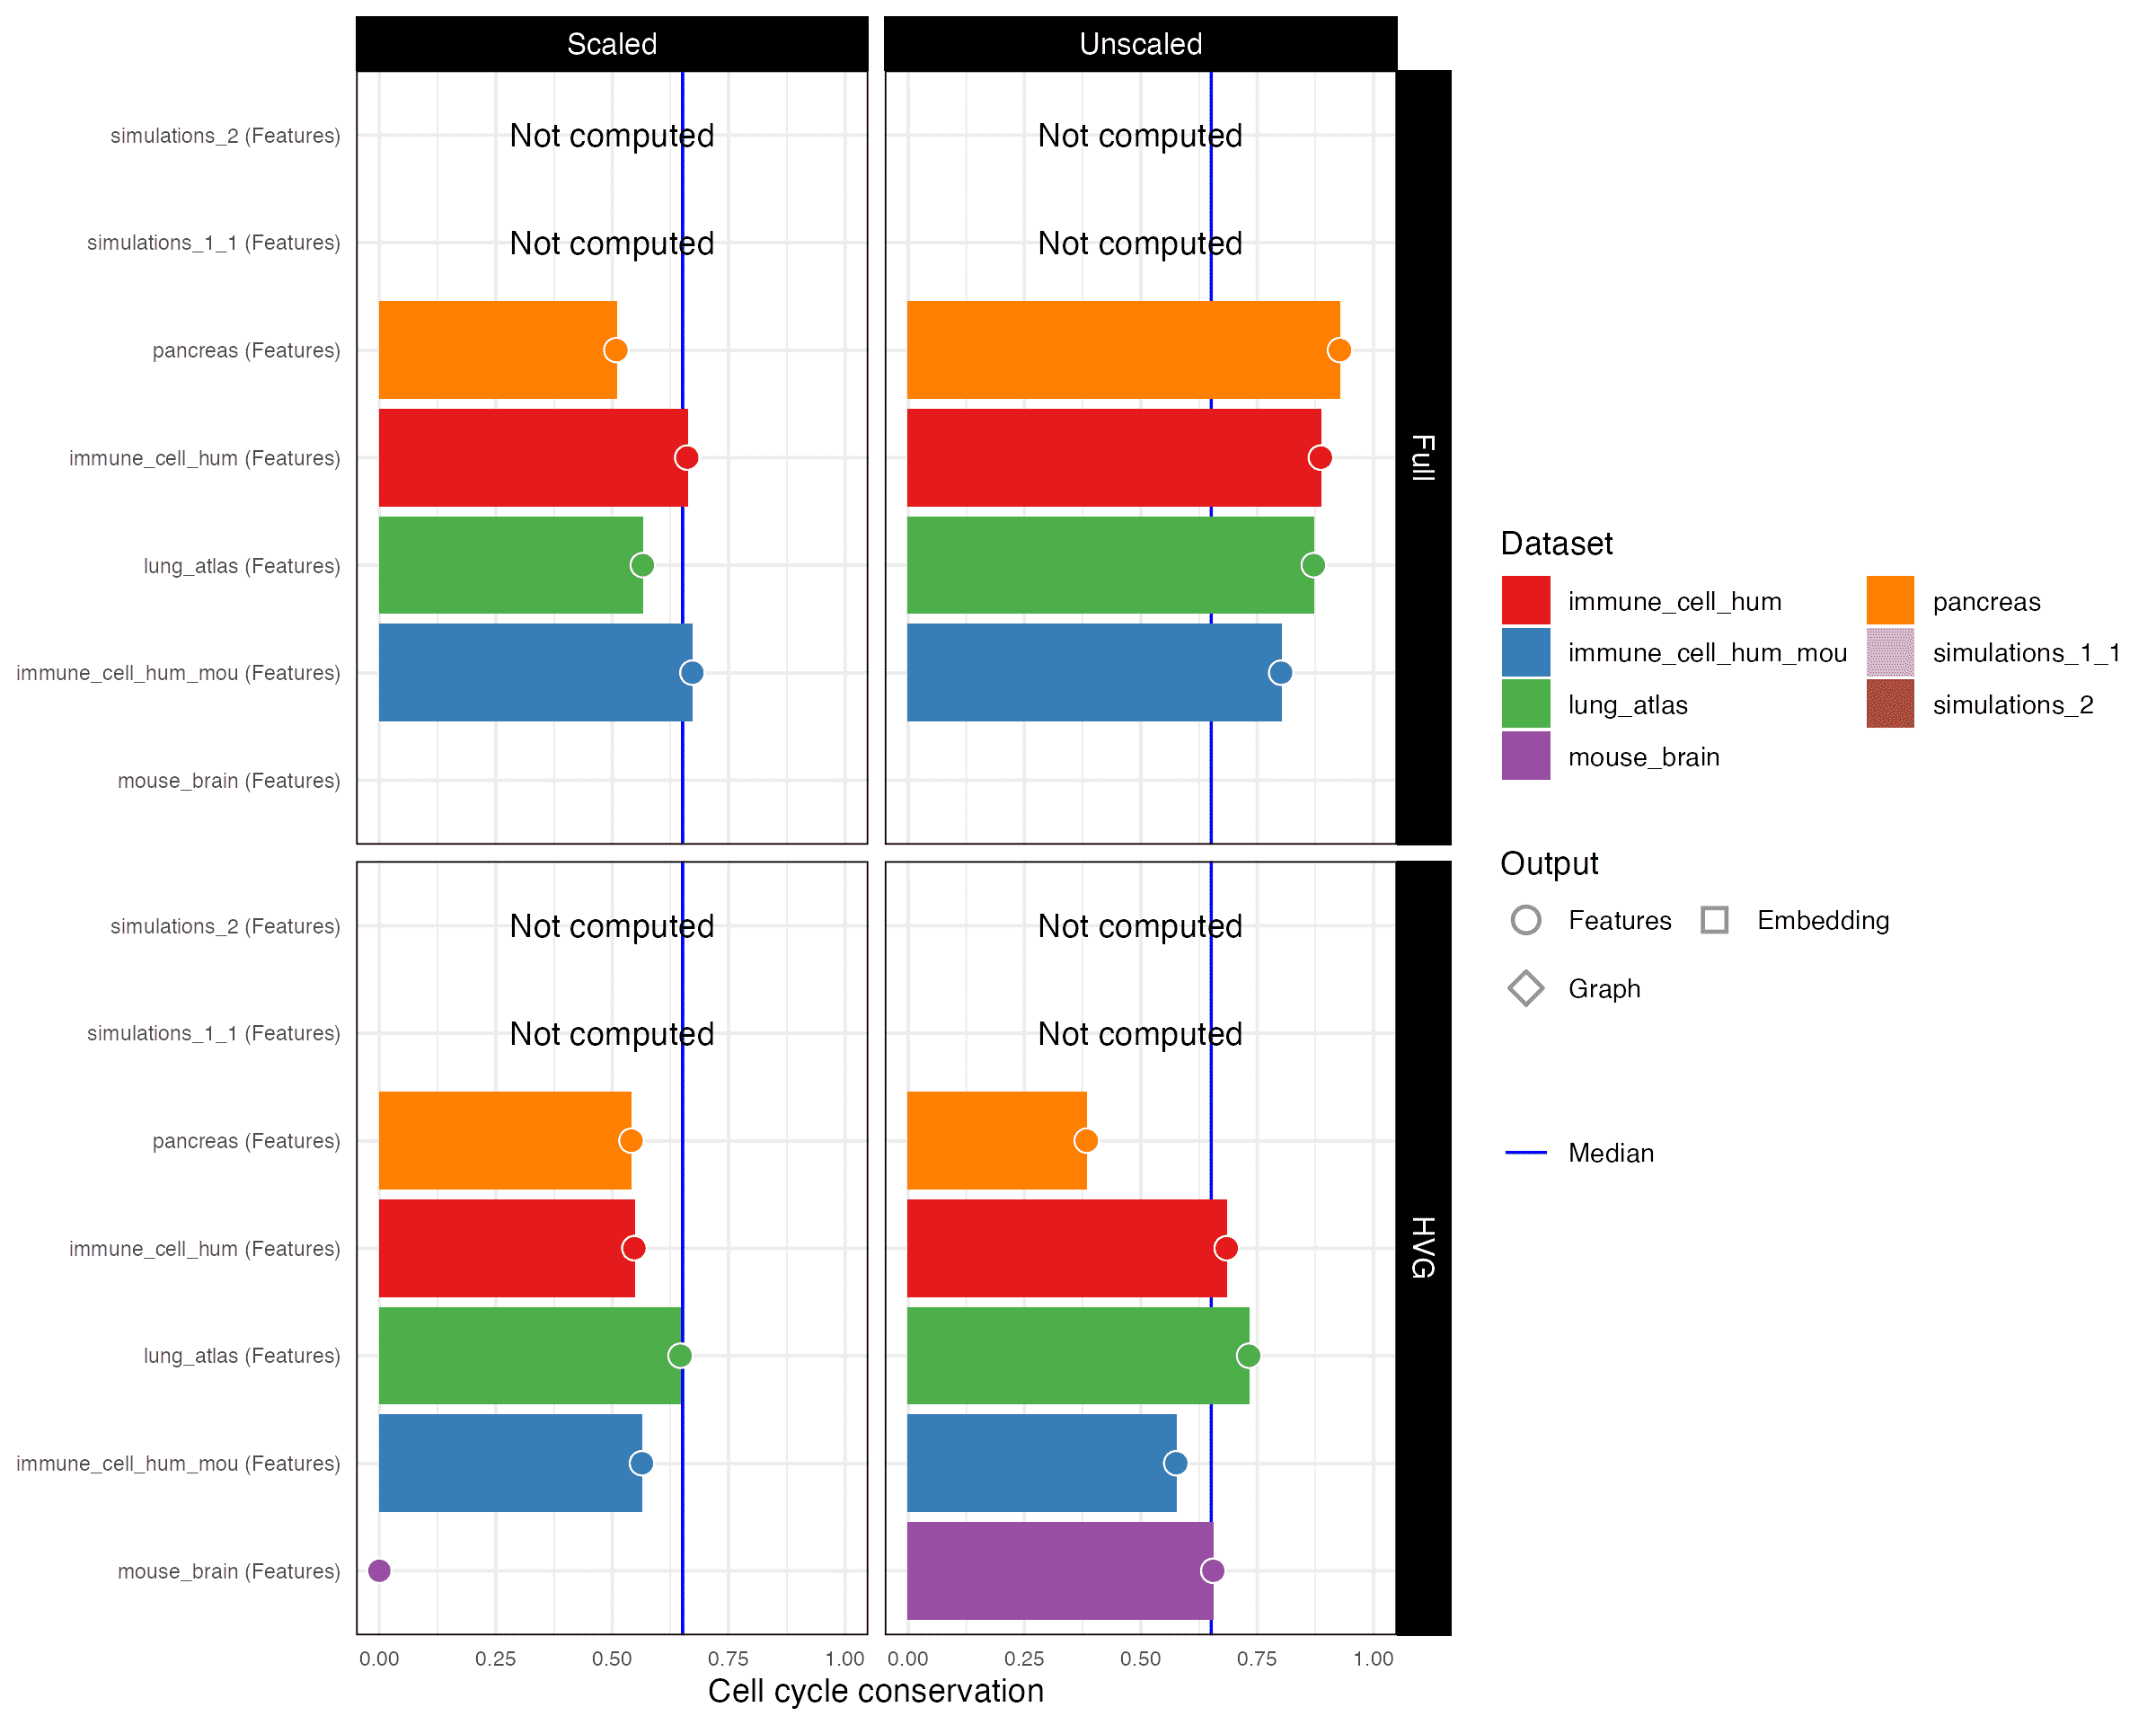 Scaled
Unscaled
simulations_2 (Features)
Not computed
Not computed
simulations_1_1 (Features)
Not computed
Not computed
pancreas (Features)
immune_cell_hum (Features)
Full
lung_atlas (Features)
immune_cell_hum_mou (Features)
mouse_brain (Features)
simulations_2 (Features)
Not computed
Not computed
simulations_1_1 (Features)
Not computed
Not computed
pancreas (Features)
immune_cell_hum (Features)
HVG
lung_atlas (Features)
immune_cell_hum_mou (Features)
mouse_brain (Features)
0.00 0.25 0.50 0.75 1.00
0.00 0.25 0.50 0.75 1.00
Cell cycle conservation
Dataset
immune_cell_hum
immune_cell_hum_mou
lung_atlas
mouse_brain
pancreas
simulations_1_1
simulations_2
Output
Features
Embedding
Graph
Median